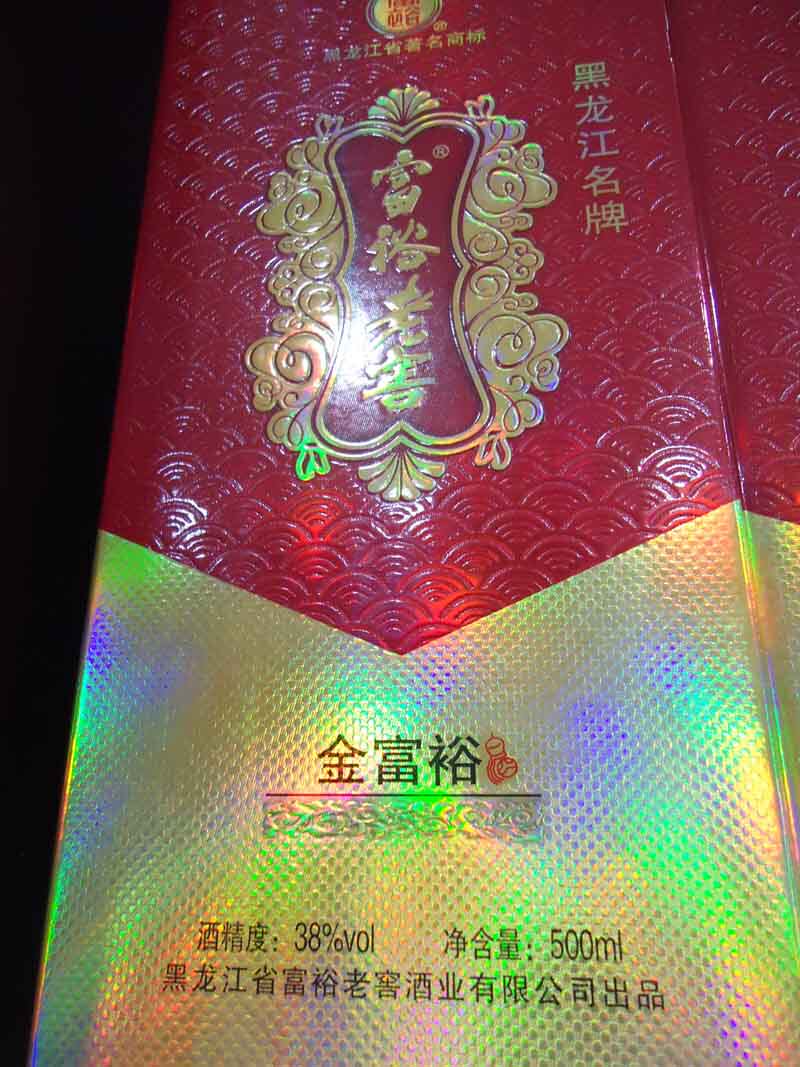 富裕
®
黑龙江省著名商标
黑龙江名牌
富裕老窖®
金富裕
酒精度：38%vol 净含量：500ml
黑龙江省富裕老窖酒业有限公司出品